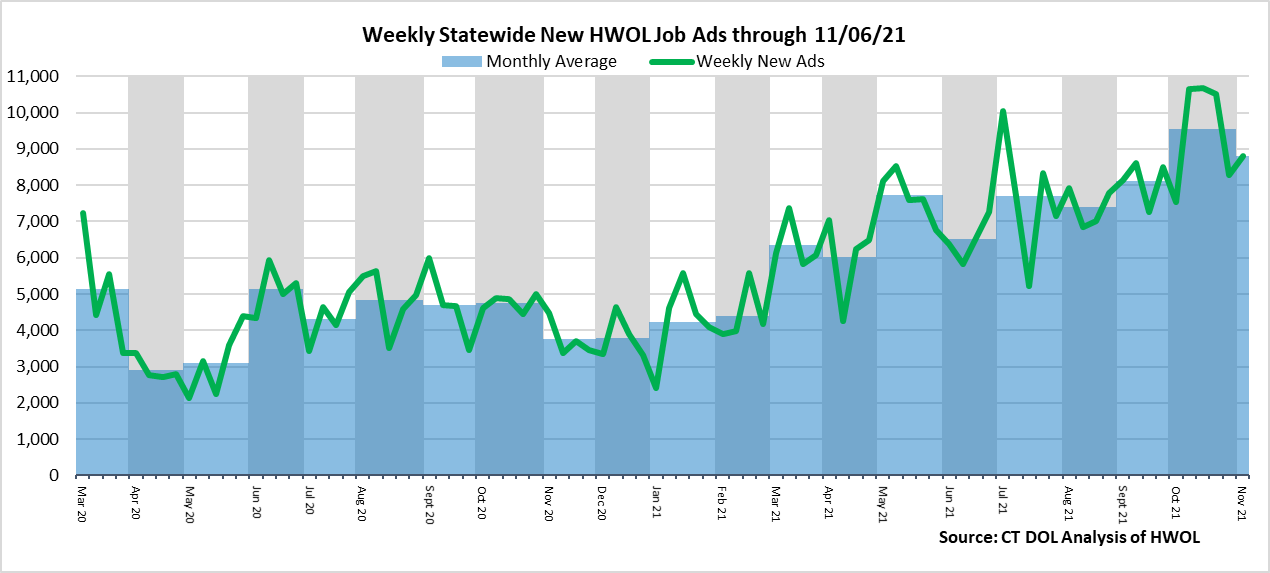 Weekly Statewide New HWOL Job Ads through 11/06/21
Monthly Average Weekly New Ads
11,000
10,000
9,000
8,000
7,000
6,000
5,000
4,000
3,000
2,000
1,000
0
Mar 20
Apr 20
May 20
Jun 20
Jul 20
Aug 20
Sept 20
Oct 20
Nov 20
Dec 20
Jan 21
Feb 21
Mar 21
Apr 21
May 21
Jun 21
Jul 21
Aug 21
Sept 21
Oct 21
Nov 21
Source: CT DOL Analysis of HWOL